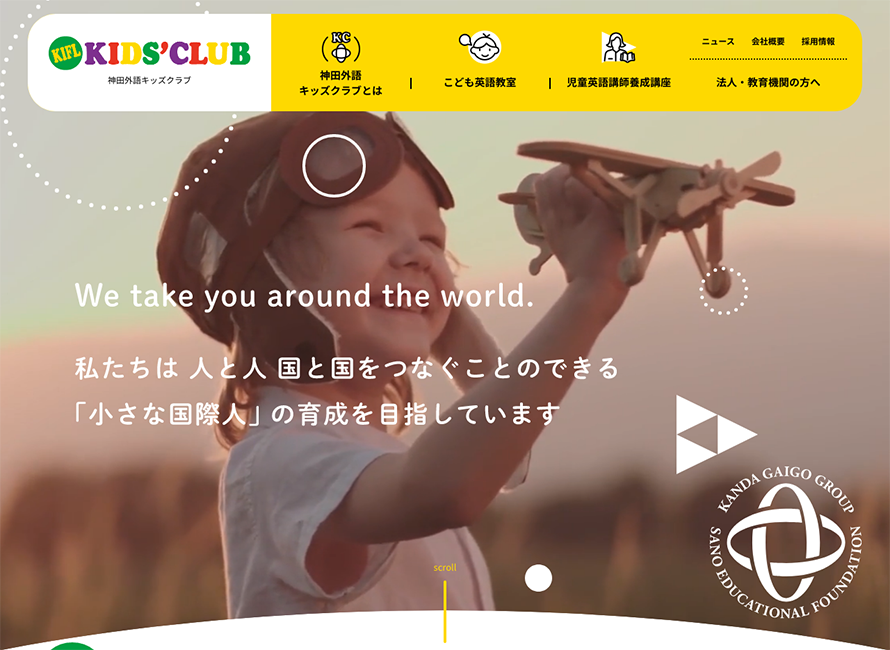 KIFL KIDS'CLUB
神田外語キッズクラブ
KC
神田外語
キッズクラブとは
こども英語教室
児童英語講師養成講座
ニュース 会社概要 採用情報
法人・教育機関の方へ
We take you around the world.
私たちは 人と人 国と国をつなぐことのできる
「小さな国際人」の育成を目指しています
KANDA GAIGO GROUP
SANO EDUCATIONAL FOUNDATION
scroll